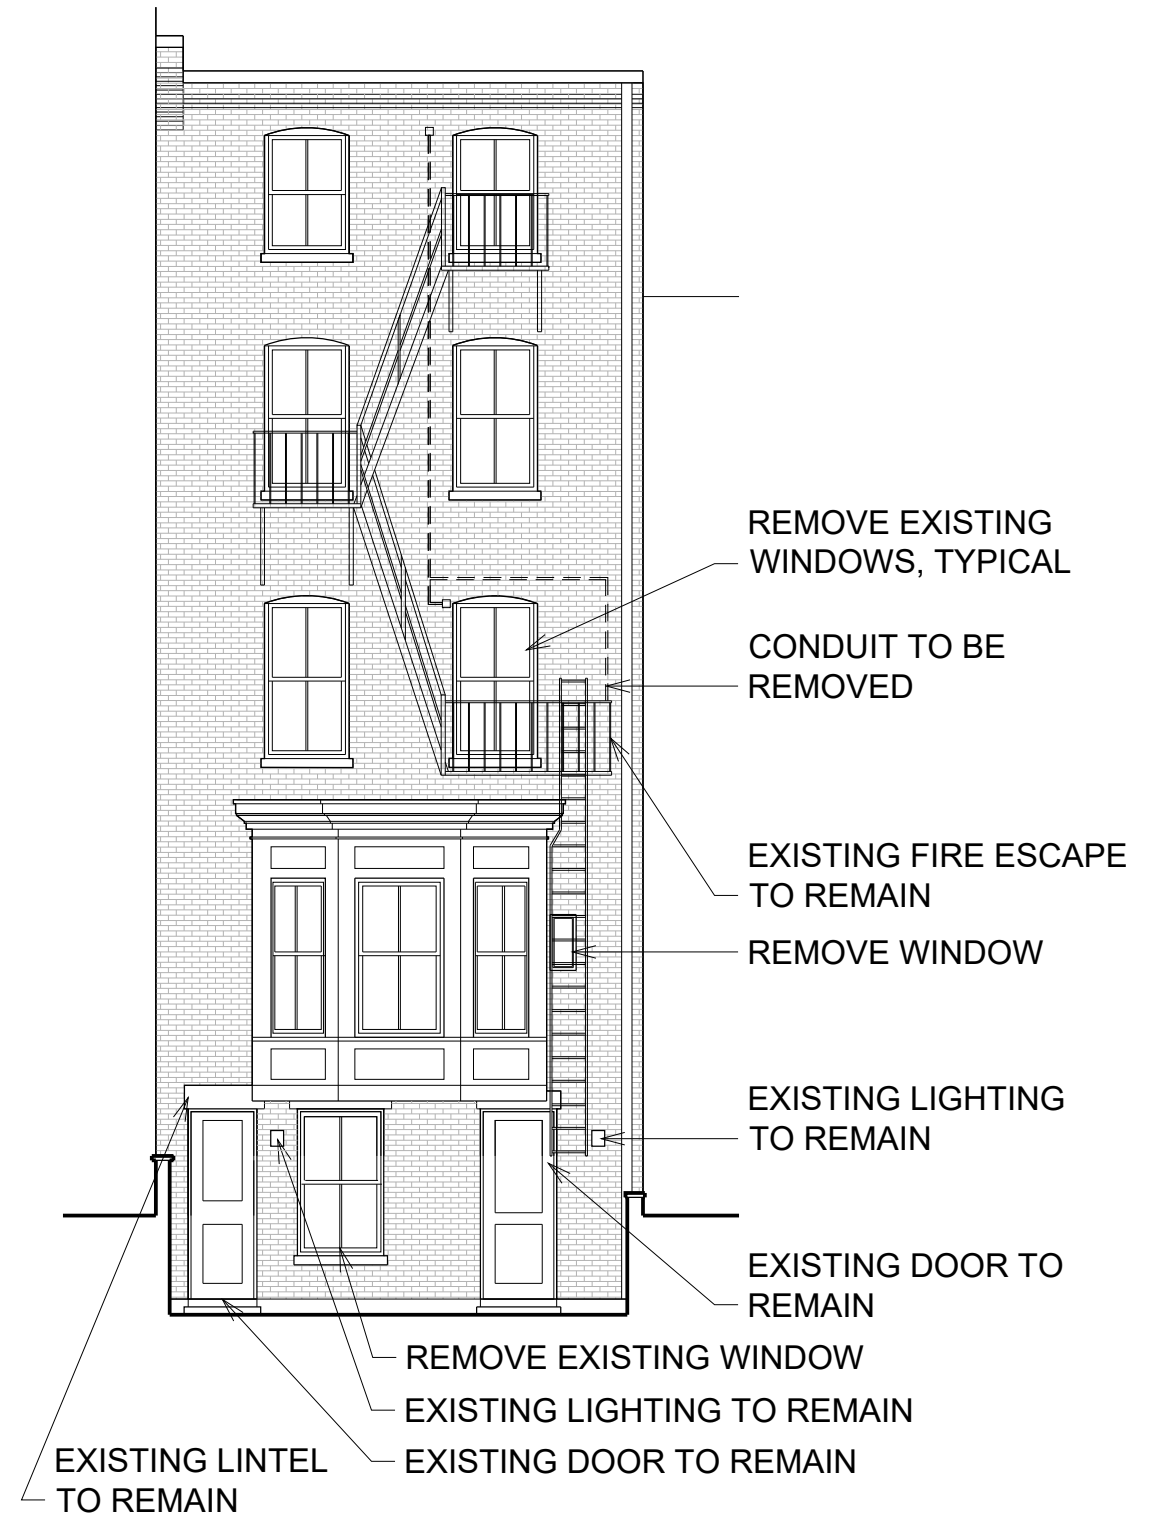 REMOVE EXISTING
WINDOWS, TYPICAL
CONDUIT TO BE
REMOVED
EXISTING FIRE ESCAPE
TO REMAIN
REMOVE WINDOW
EXISTING LIGHTING
TO REMAIN
EXISTING DOOR TO
REMAIN
REMOVE EXISTING WINDOW
EXISTING LIGHTING TO REMAIN
EXISTING DOOR TO REMAIN
EXISTING LINTEL
TO REMAIN